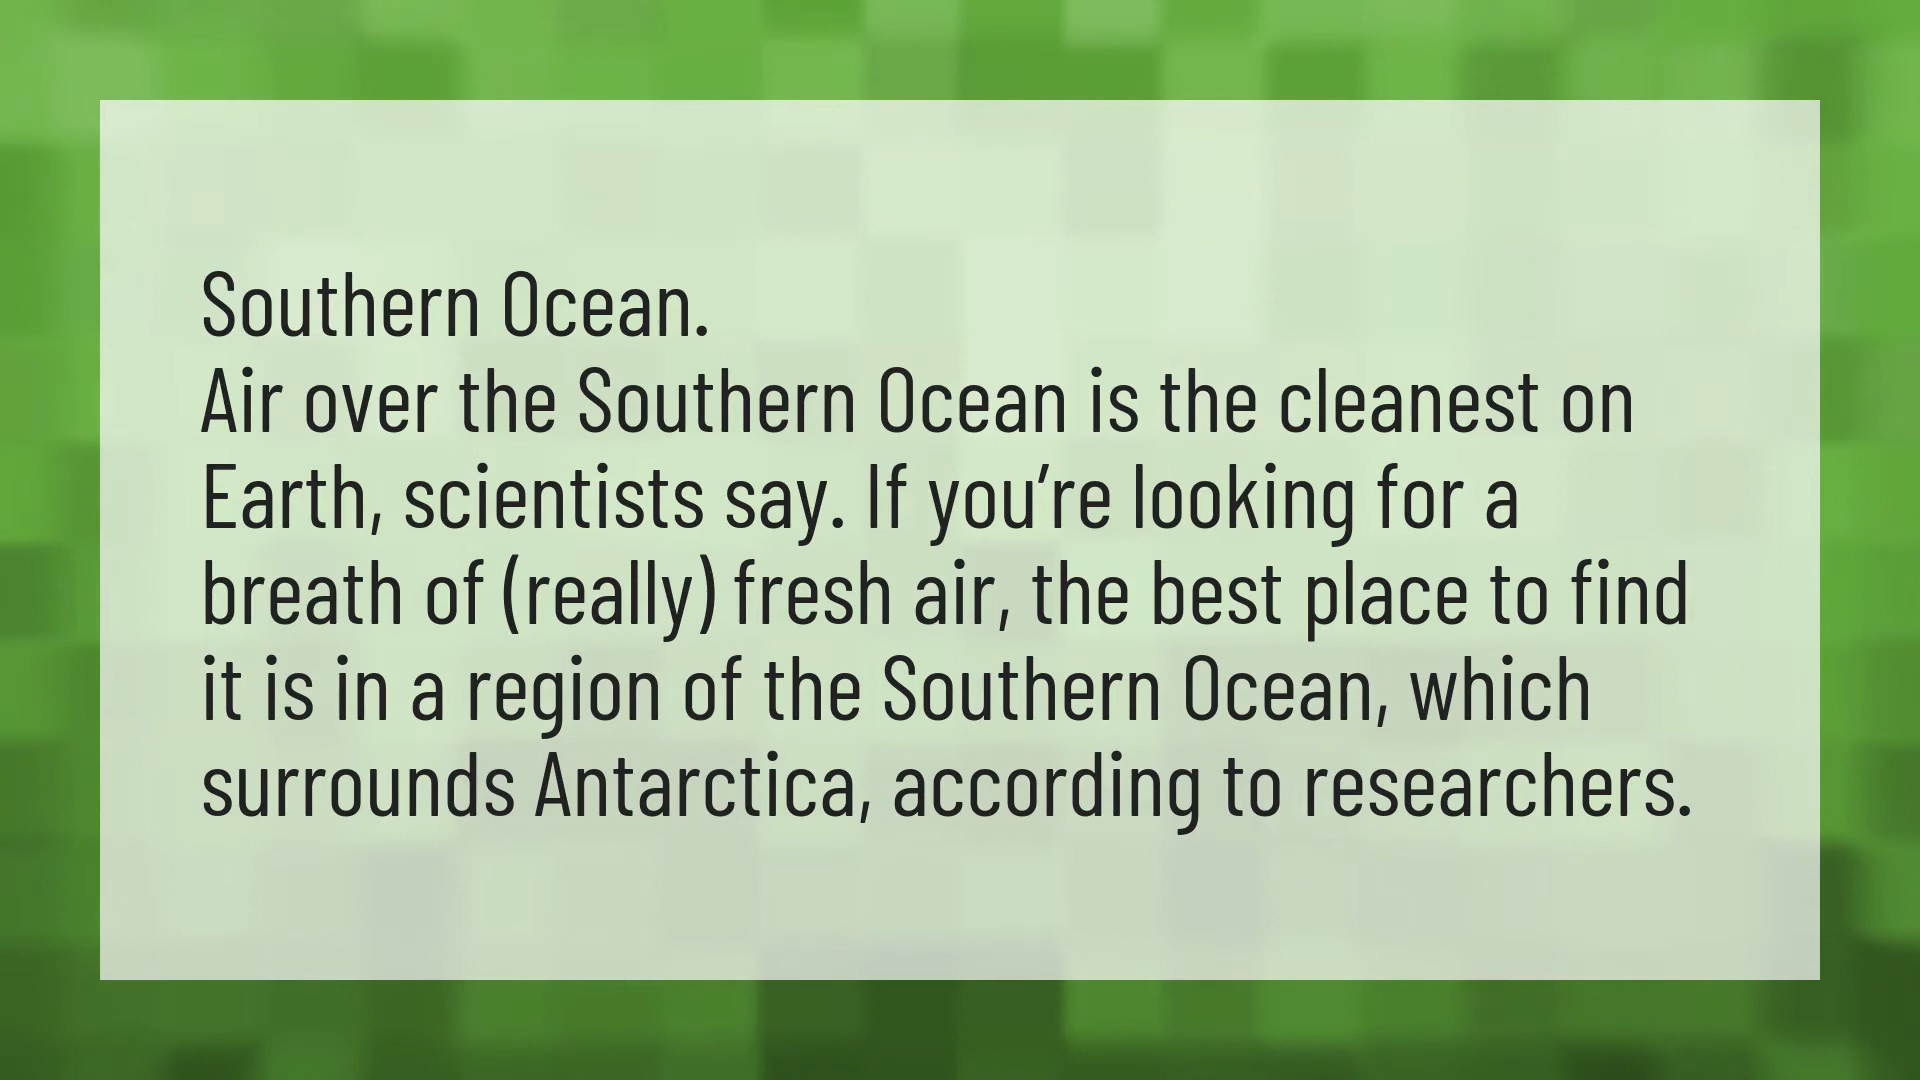 Southern Ocean.
Air over the Southern Ocean is the cleanest on
Earth, scientists say. If you’re looking for a
breath of (really) fresh air, the best place to find
it is in a region of the Southern Ocean, which
surrounds Antarctica, according to researchers.